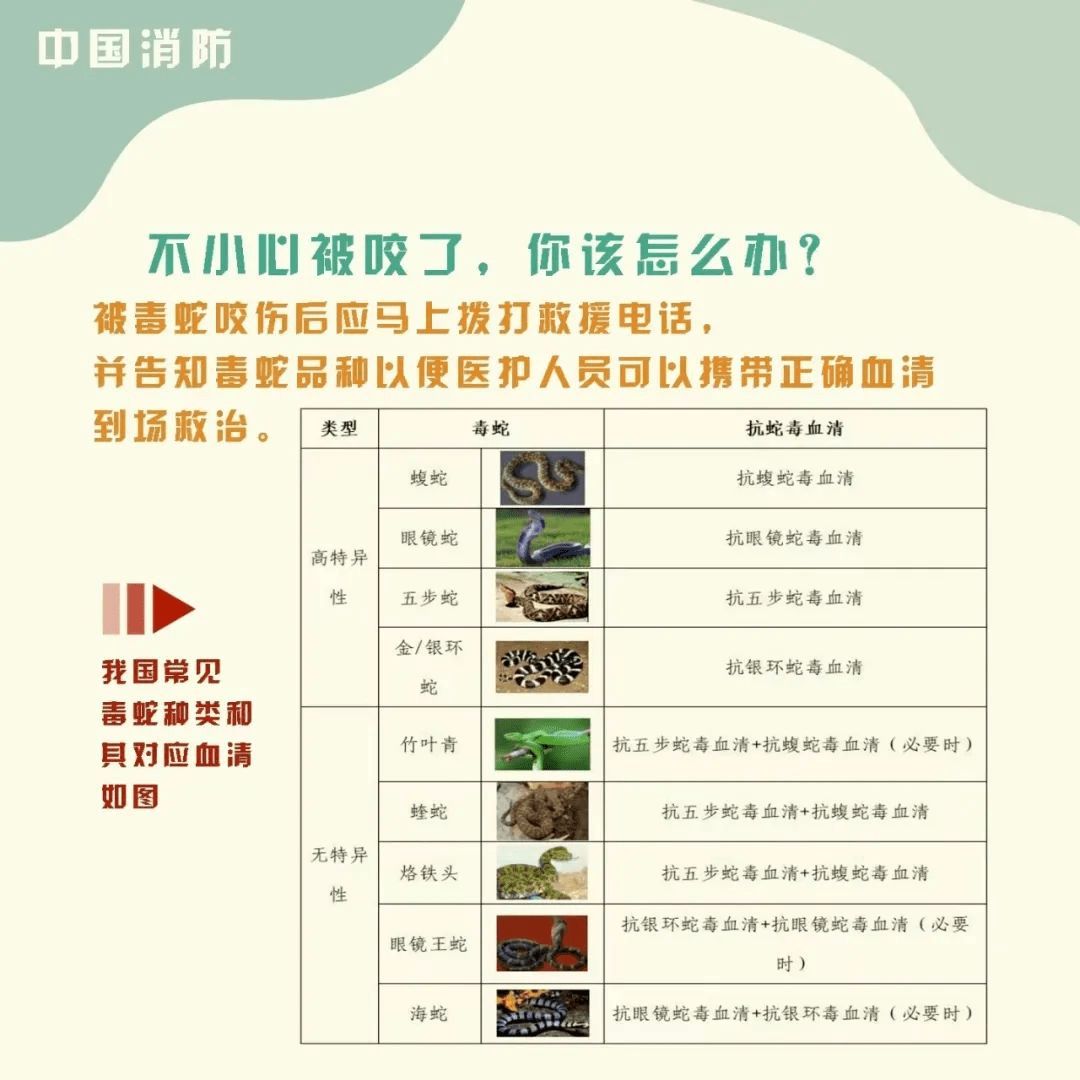 中国消防
不小心被咬了，你该怎么办？
被毒蛇咬伤后应马上拨打救援电话，
并告知毒蛇品种以便医护人员可以携带正确血清
到场救治。
我国常见
毒蛇种类和
其对应血清
如图
类型 毒蛇 抗蛇毒血清
高特异
性
蝮蛇 抗蝮蛇毒血清
眼镜蛇 抗眼镜蛇毒血清
五步蛇 抗五步蛇毒血清
金/银环
蛇
抗银环蛇毒血清
无特异
性
竹叶青 抗五步蛇毒血清+抗蝮蛇毒血清（必要时）
蝰蛇 抗五步蛇毒血清+抗蝮蛇毒血清
烙铁头 抗五步蛇毒血清+抗蝮蛇毒血清
眼镜王蛇 抗银环蛇毒血清+抗眼镜蛇毒血清（必要
时）
海蛇 抗眼镜蛇毒血清+抗银环毒血清（必要时）